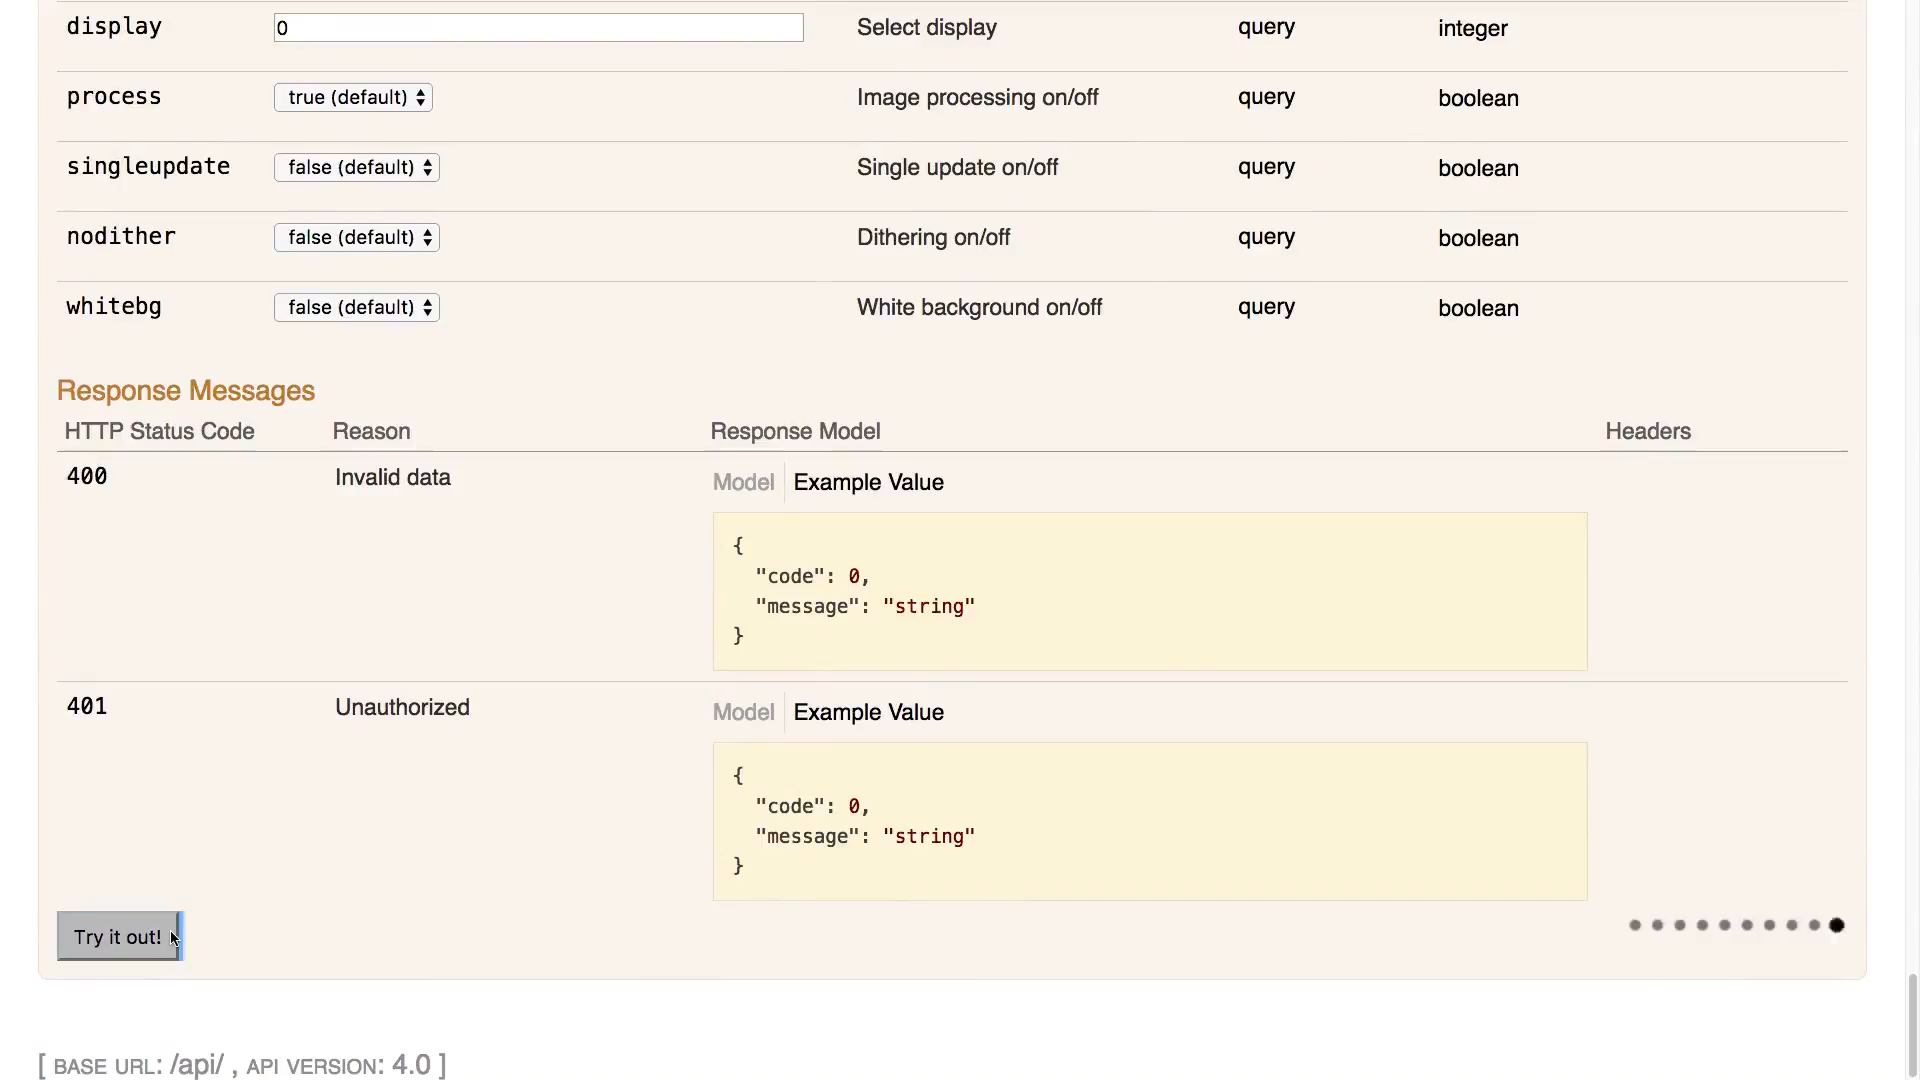 display 0 Select display query integer
process true (default) Image processing on/off query boolean
singleupdate false (default) Single update on/off query boolean
nodither false (default) Dithering on/off query boolean
whitebg false (default) White background on/off query boolean
Response Messages
HTTP Status Code Reason Response Model Headers
400 Invalid data Model Example Value
{
"code": 0,
"message": "string"
}
401 Unauthorized Model Example Value
{
"code": 0,
"message": "string"
}
Try it out!
[ BASE URL: /api/ , API VERSION: 4.0 ]